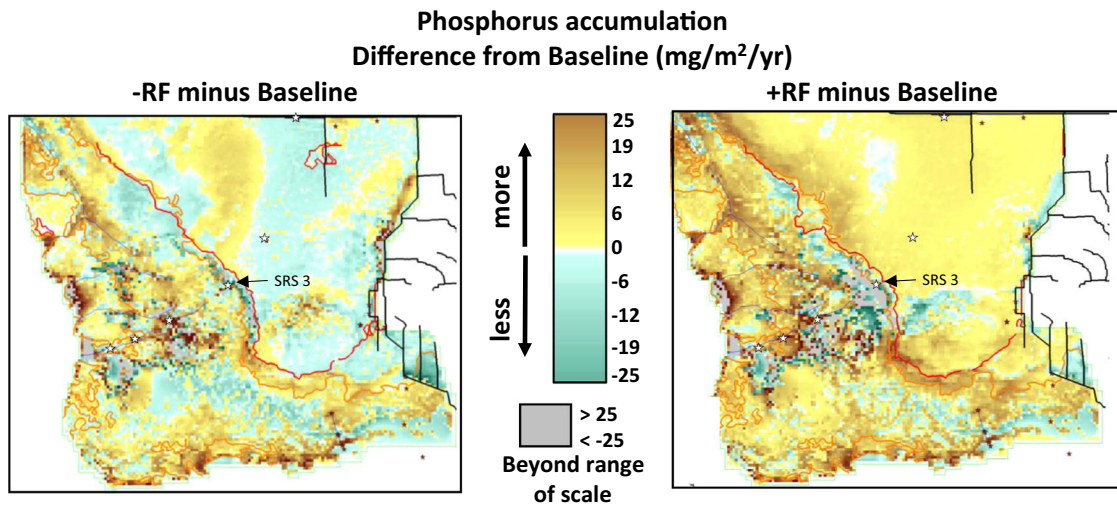 Phosphorus accumulation
Difference from Baseline (mg/m²/yr)
-RF minus Baseline
+RF minus Baseline
SRS 3
more
less
25
19
12
6
0
-6
-12
-19
-25
> 25
< -25
Beyond range
of scale
SRS 3